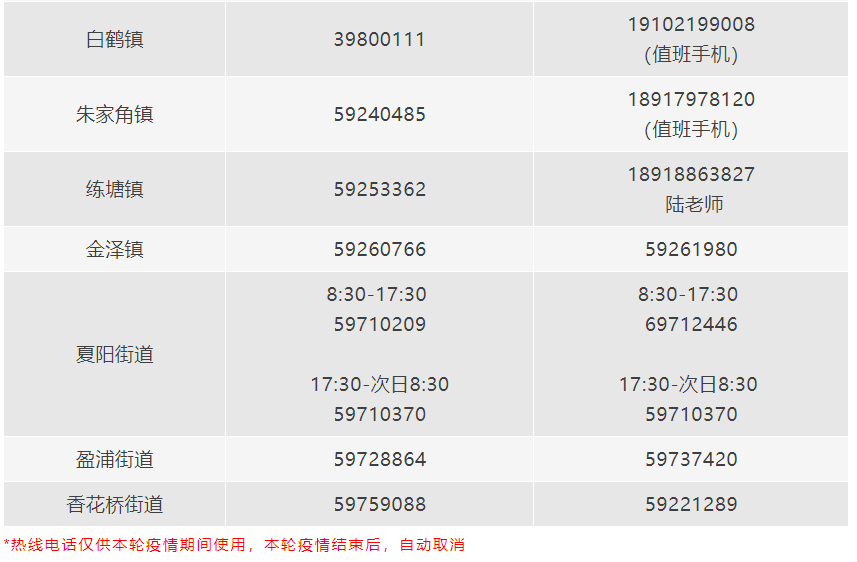 白鹤镇 39800111 19102199008
（值班手机）
朱家角镇 59240485 18917978120
（值班手机）
练塘镇 59253362 18918863827
陆老师
金泽镇 59260766 59261980
夏阳街道
8:30-17:30
59710209
17:30-次日8:30
59710370
8:30-17:30
69712446
17:30-次日8:30
59710370
盈浦街道 59728864 59737420
香花桥街道 59759088 59221289
*热线电话仅供本轮疫情期间使用，本轮疫情结束后，自动取消